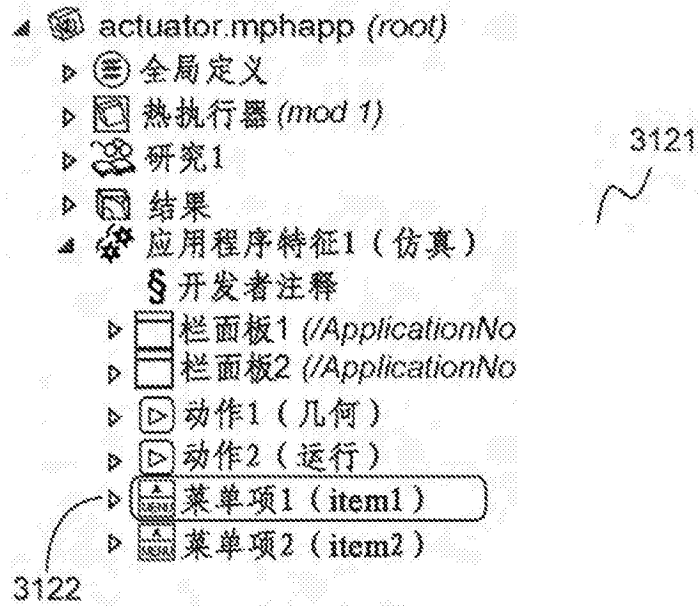 actuator.mphapp (root)
全局定义
热执行器 (mod 1)
3121
研究1
结果
应用程序特征1（仿真）
§ 开发者注释
栏面板1 (/ApplicationNo
栏面板2 (/ApplicationNo
动作1（几何）
动作2（运行）
菜单项1（item1）
菜单项2（item2）
3122